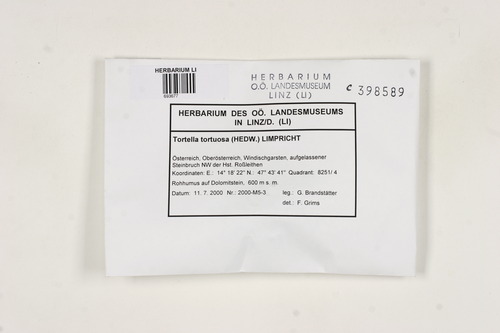 HERBARIUM LI
HERBARIUM
O.Ö. LANDESMUSEUM
LINZ (LI)
C 398589
HERBARIUM DES OÖ. LANDESMUSEUMS
IN LINZ/D. (LI)
Tortella tortuosa (HEDW.) LIMPRICHT
Österreich, Oberösterreich, Windischgarsten, aufgelassener
Steinbruch NW der Hst. Roßleithen
Koordinaten: E.: 14° 18' 22" N: 47° 43' 41" Quadrant: 8251/ 4
Rohhumus auf Dolomitstein, 600 m s. m.
Datum: 11. 7. 2000 Nr.: 2000-M5-3 leg.: G. Brandstätter
det.: F. Grims